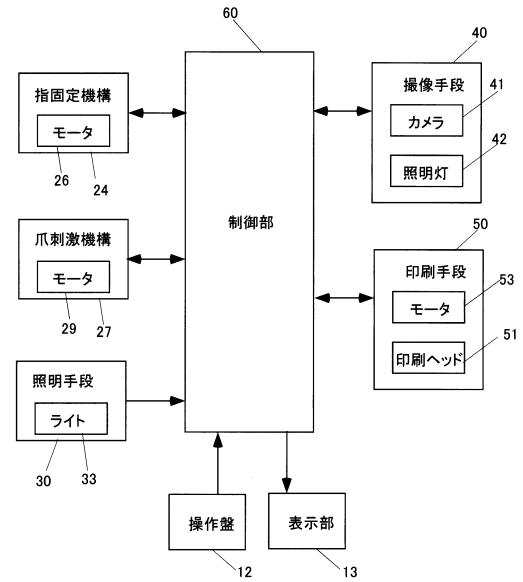 60
40
指固定機構
モータ
26
24
撮像手段
41
カメラ
42
照明灯
制御部
爪刺激機構
モータ
29
27
50
印刷手段
53
モータ
51
印刷ヘッド
照明手段
ライト
30
33
操作盤
12
表示部
13